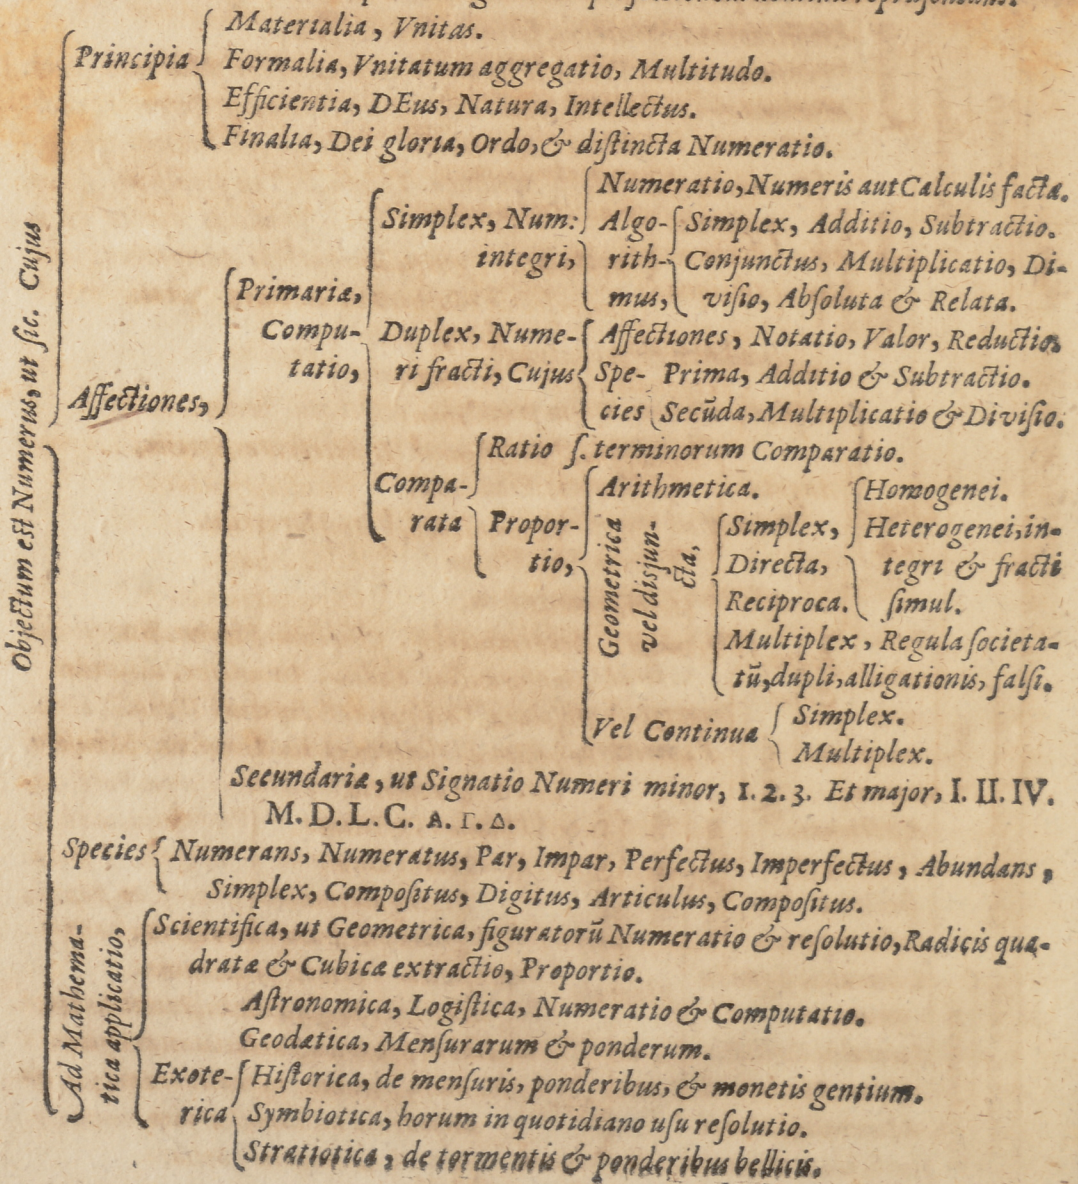 Materialia, Vnitas.
Principia
Formalia, Vnitatum aggregatio, Multitudo.
Efficientia, DEus, Natura, Intellectus.
Finalia, Dei gloria, Ordo, & distincta Numeratio.
Objectum est Numerus, ut sic. Cujus
Affectiones,
Primariæ,
Compu-
tatio,
Simplex, Num:
integri,
Numeratio, Numeris aut Calculis facta.
Algo-
rith-
mus,
Simplex, Additio, Subtractio.
Conjunctus, Multiplicatio, Di-
visio, Absoluta & Relata.
Duplex, Nume-
ri fracti, Cujus
Affectiones, Notatio, Valor, Reductio.
Spe-
cies
Prima, Additio & Subtractio.
Secũda, Multiplicatio & Divisio.
Compa-
rata
Ratio ſ. terminorum Comparatio.
Propor-
tio,
Arithmetica.
Geometrica
vel disjun-
cta,
Simplex,
Directa,
Reciproca.
Homogenei.
Heterogenei, in-
tegri & fracti
simul.
Multiplex, Regula societa-
tũ, dupli, alligationis, falsi.
Vel Continua
Simplex.
Multiplex.
Secundariæ, ut Signatio Numeri minor, 1. 2. 3. Et major, I. II. IV.
M. D. L. C. Α. Γ. Δ.
Species
Numerans, Numeratus, Par, Impar, Perfectus, Imperfectus, Abundans,
Simplex, Compositus, Digitus, Articulus, Compositus.
Ad Mathema-
tica applicatio,
Scientifica, ut Geometrica, figuratorũ Numeratio & resolutio, Radicis qua-
dratæ & Cubicæ extractio, Proportio.
Astronomica, Logistica, Numeratio & Computatio.
Geodætica, Mensurarum & ponderum.
Exote-
rica
Historica, de mensuris, ponderibus, & monetis gentium.
Symbiotica, horum in quotidiano usu resolutio.
Stratiotica, de tormentis & ponderibus bellicis.